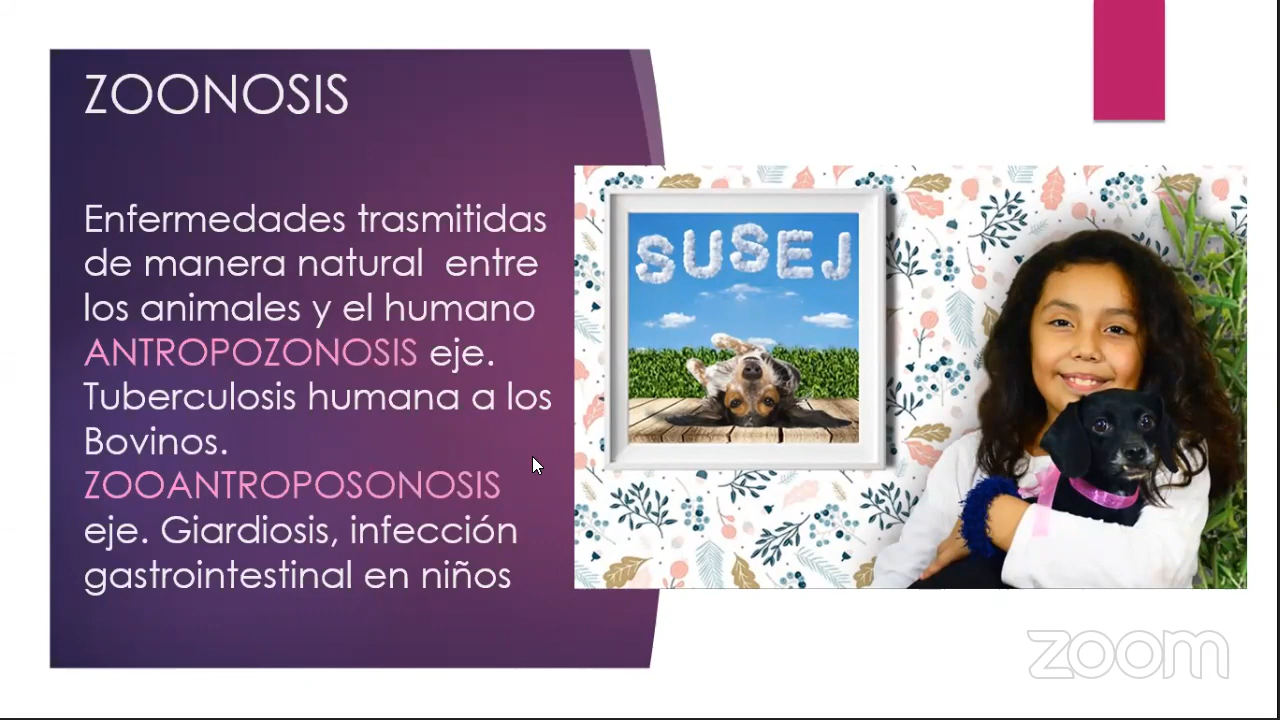 ZOONOSIS
Enfermedades trasmitidas
de manera natural entre
los animales y el humano
ANTROPOZONOSIS eje.
Tuberculosis humana a los
Bovinos.
ZOOANTROPOSONOSIS
eje. Giardiosis, infección
gastrointestinal en niños
SUSEJ
zoom